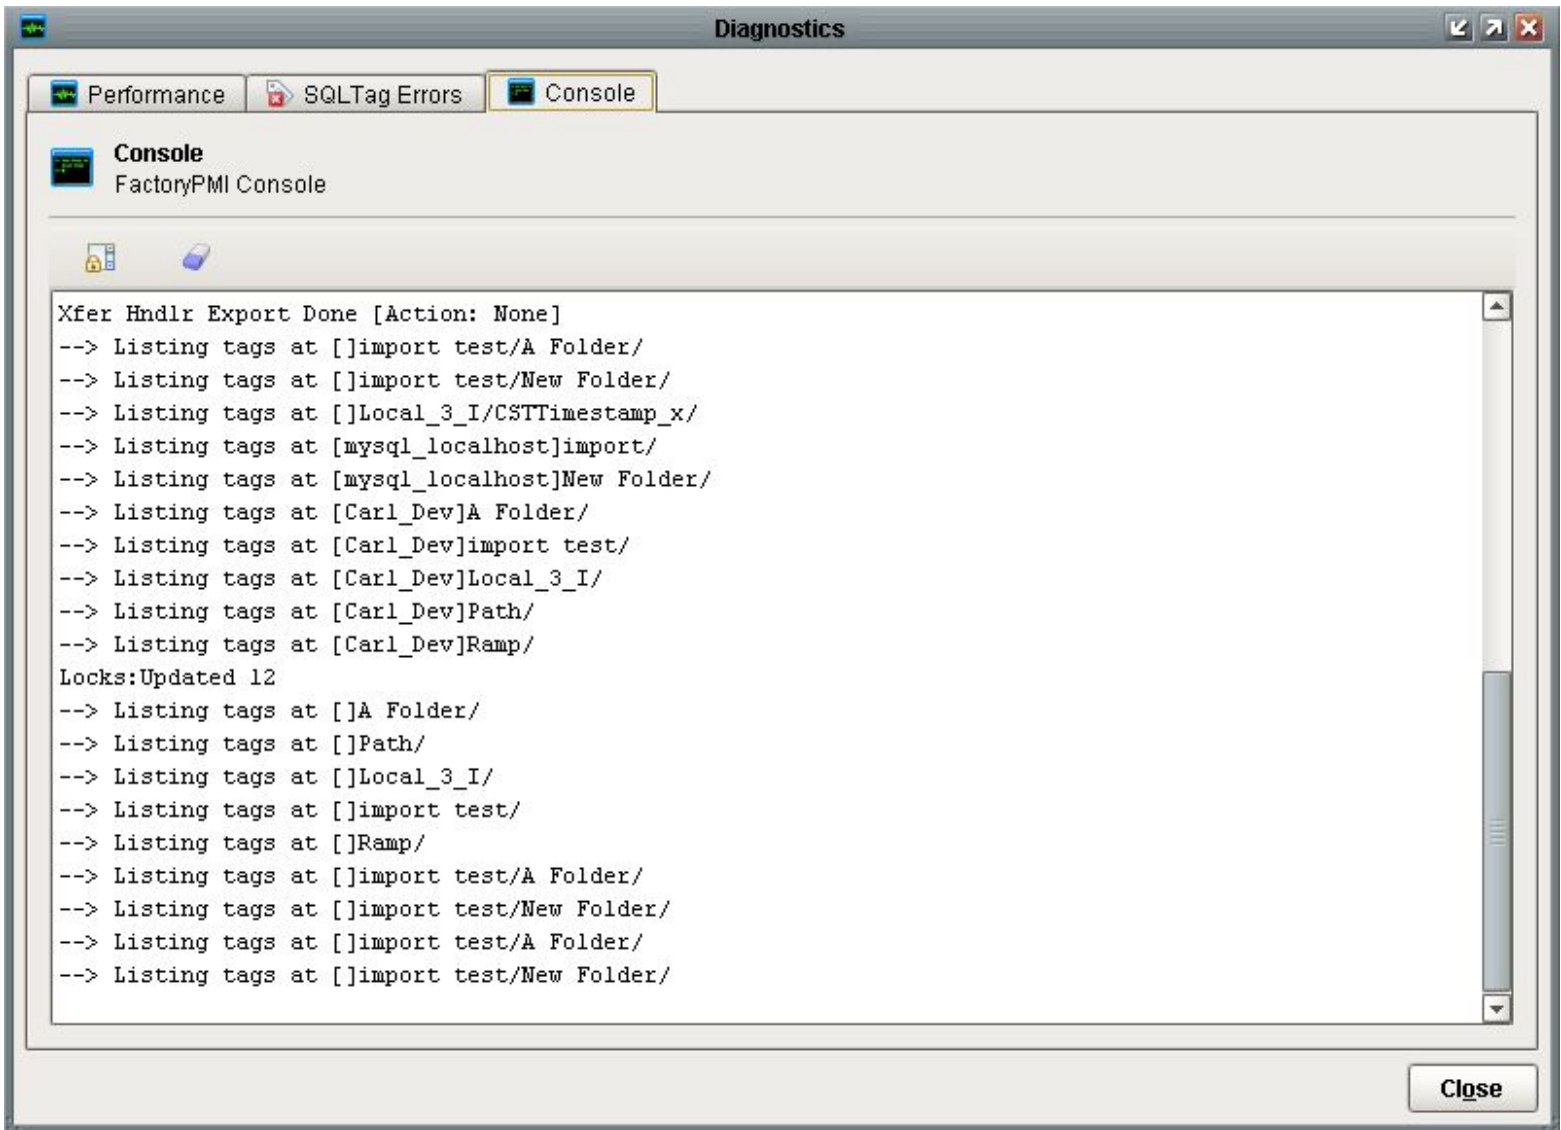 Diagnostics
Performance
SQLTag Errors
Console
Console
FactoryPMI Console
Xfer Hndlr Export Done [Action: None]
--> Listing tags at []import test/A Folder/
--> Listing tags at []import test/New Folder/
--> Listing tags at []Local_3_I/CSTTimestamp_x/
--> Listing tags at [mysql_localhost]import/
--> Listing tags at [mysql_localhost]New Folder/
--> Listing tags at [Carl_Dev]A Folder/
--> Listing tags at [Carl_Dev]import test/
--> Listing tags at [Carl_Dev]Local_3_I/
--> Listing tags at [Carl_Dev]Path/
--> Listing tags at [Carl_Dev]Ramp/
Locks:Updated 12
--> Listing tags at []A Folder/
--> Listing tags at []Path/
--> Listing tags at []Local_3_I/
--> Listing tags at []import test/
--> Listing tags at []Ramp/
--> Listing tags at []import test/A Folder/
--> Listing tags at []import test/New Folder/
--> Listing tags at []import test/A Folder/
--> Listing tags at []import test/New Folder/
Close